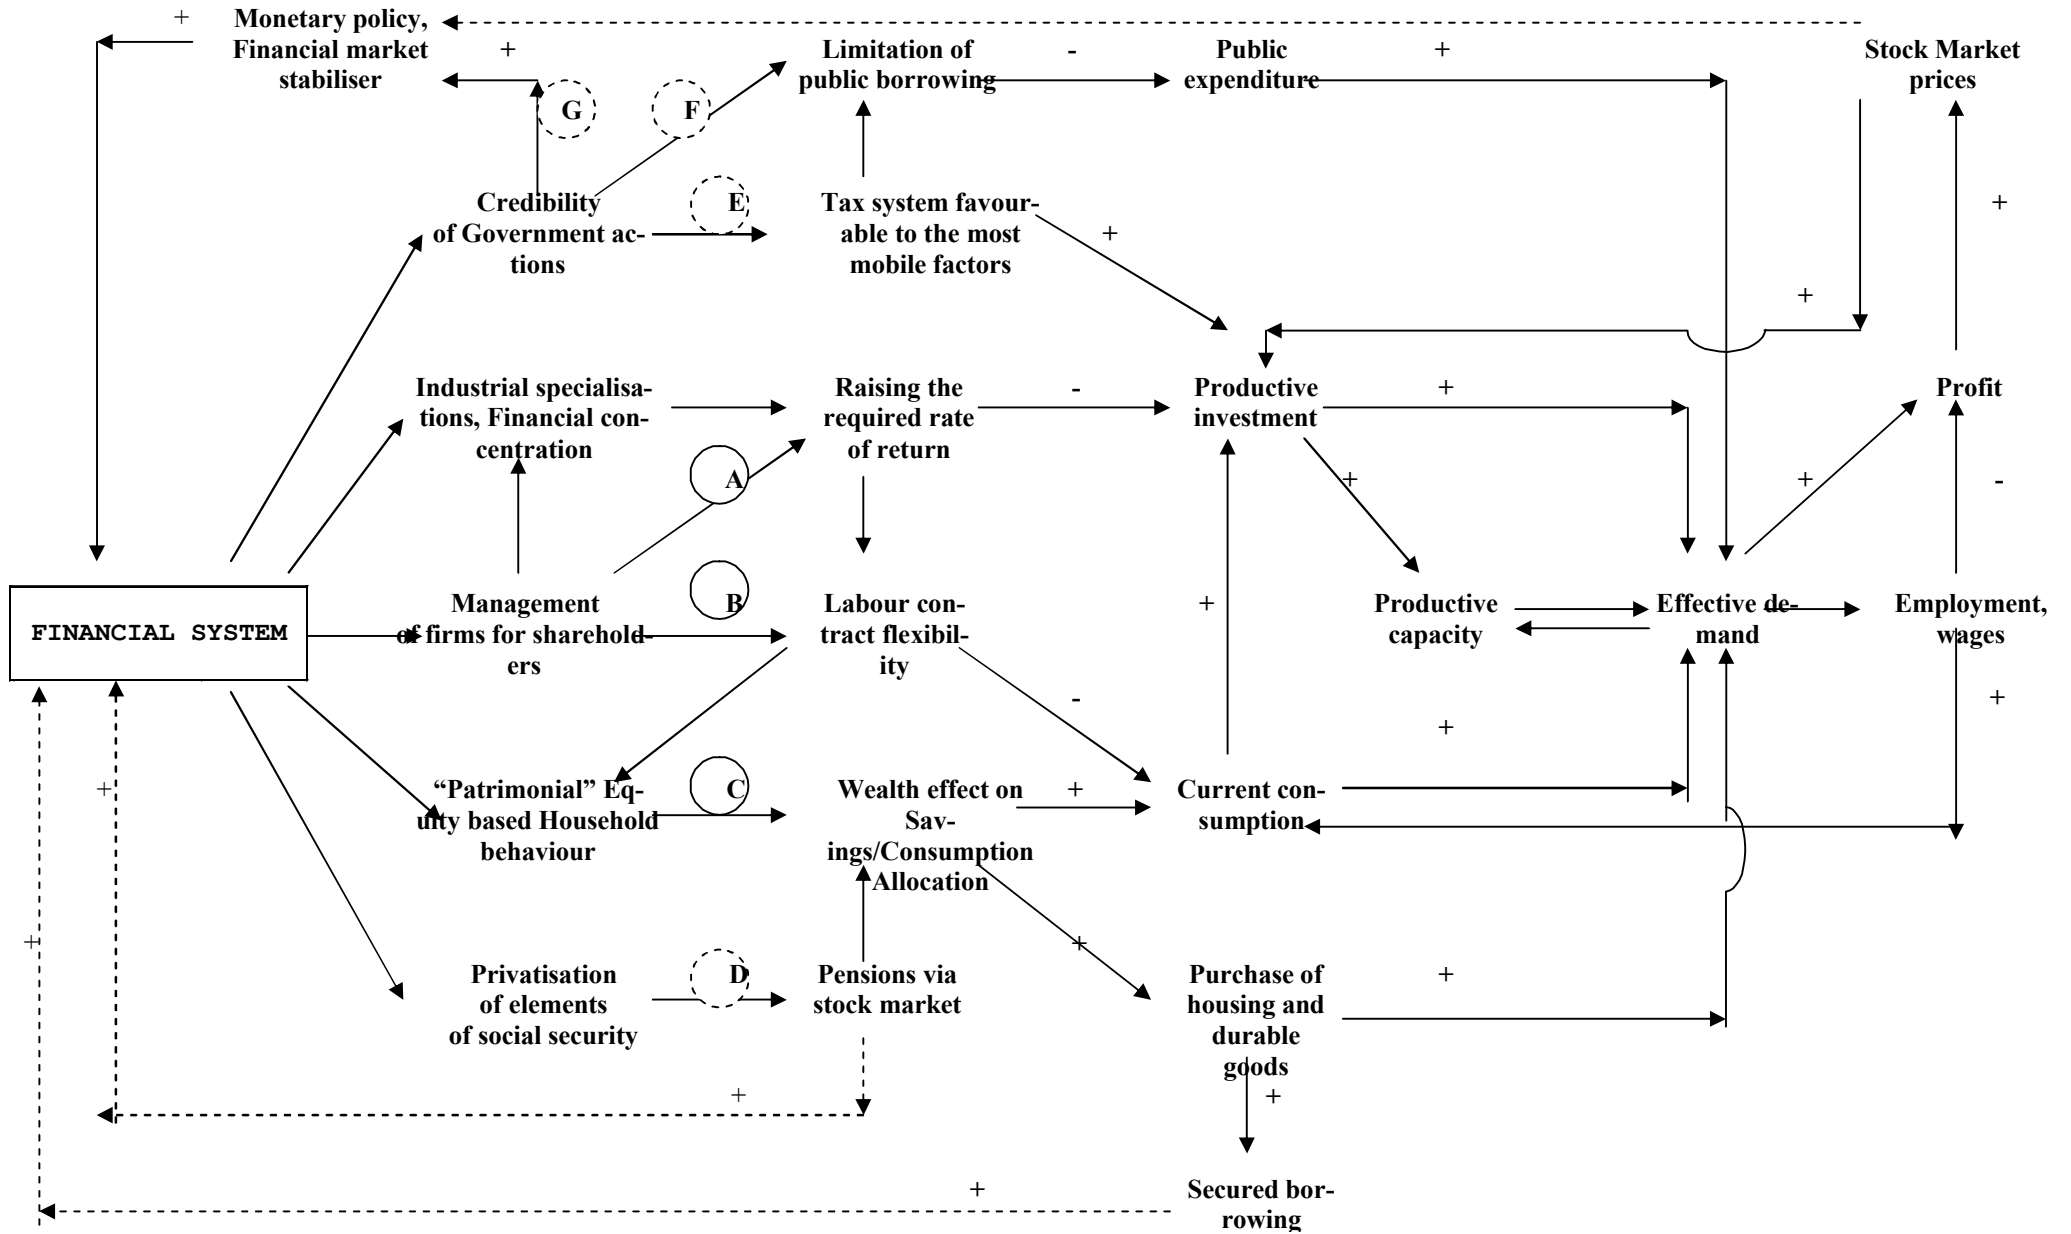 +
Monetary policy,
Financial market
stabiliser
+
Limitation of
public borrowing
-
Public
expenditure
+
Stock Market
prices
G
F
Credibility
of Government ac-
tions
E
Tax system favour-
able to the most
mobile factors
+
+
+
Industrial specialisa-
tions, Financial con-
centration
Raising the
required rate
of return
-
Productive
investment
+
Profit
A
+
+
-
FINANCIAL SYSTEM
Management
of firms for sharehold-
ers
B
Labour con-
tract flexibil-
ity
+
Productive
capacity
Effective de-
mand
Employment,
wages
-
+
+
+
“Patrimonial” Eq-
uity based Household
behaviour
C
Wealth effect on
Sav-
ings/Consumption
Allocation
+
Current con-
sumption
+
+
Privatisation
of elements
of social security
D
Pensions via
stock market
Purchase of
housing and
durable
goods
+
+
+
+
Secured bor-
rowing